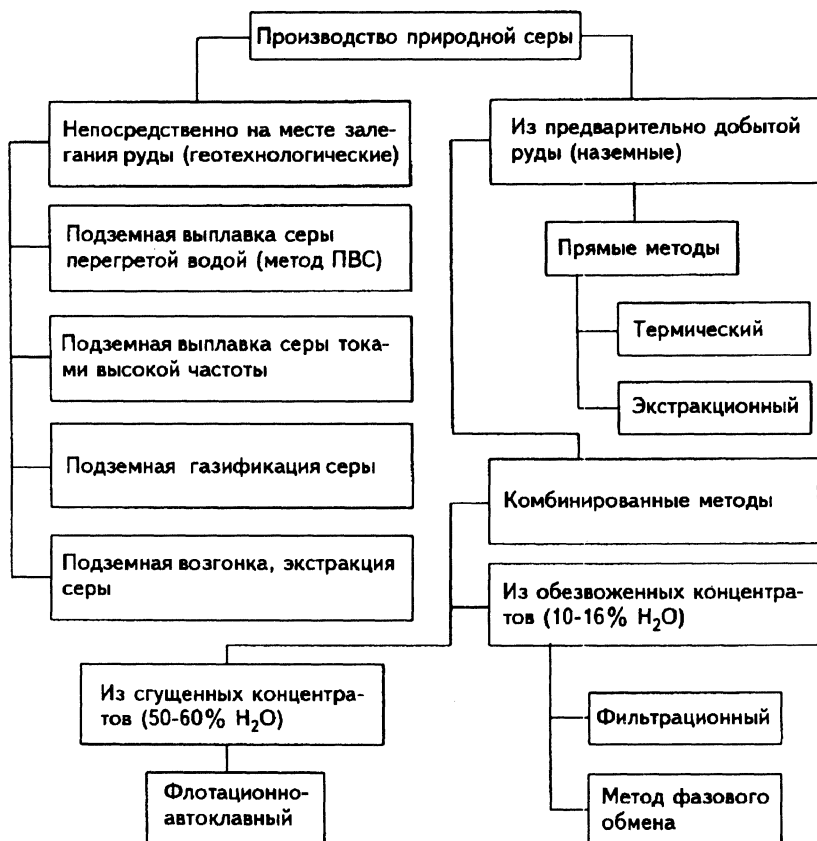 Производство природной серы
Непосредственно на месте зале-
гания руды (геотехнологические)
Подземная выплавка серы
перегретой водой (метод ПВС)
Подземная выплавка серы тока-
ми высокой частоты
Подземная газификация серы
Подземная возгонка, экстракция
серы
Из предварительно добытой
руды (наземные)
Прямые методы
Термический
Экстракционный
Комбинированные методы
Из обезвоженных концентра-
тов (10-16% H₂O)
Фильтрационный
Метод фазового
обмена
Из сгущенных концентра-
тов (50-60% H₂O)
Флотационно-
автоклавный